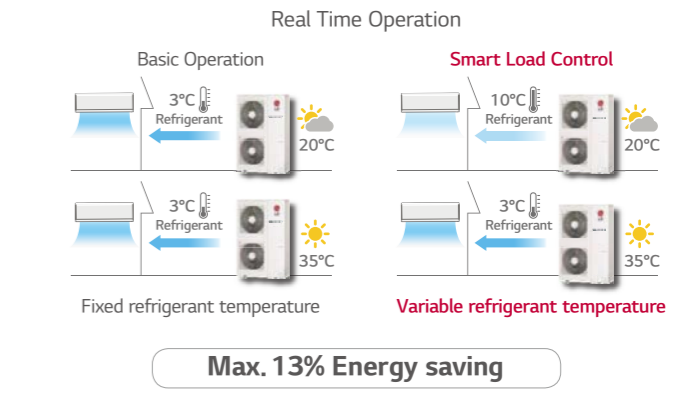 Real Time Operation
Basic Operation
Smart Load Control
3°C
Refrigerant
20°C
10°C
Refrigerant
20°C
3°C
Refrigerant
35°C
3°C
Refrigerant
35°C
Fixed refrigerant temperature
Variable refrigerant temperature
Max. 13% Energy saving